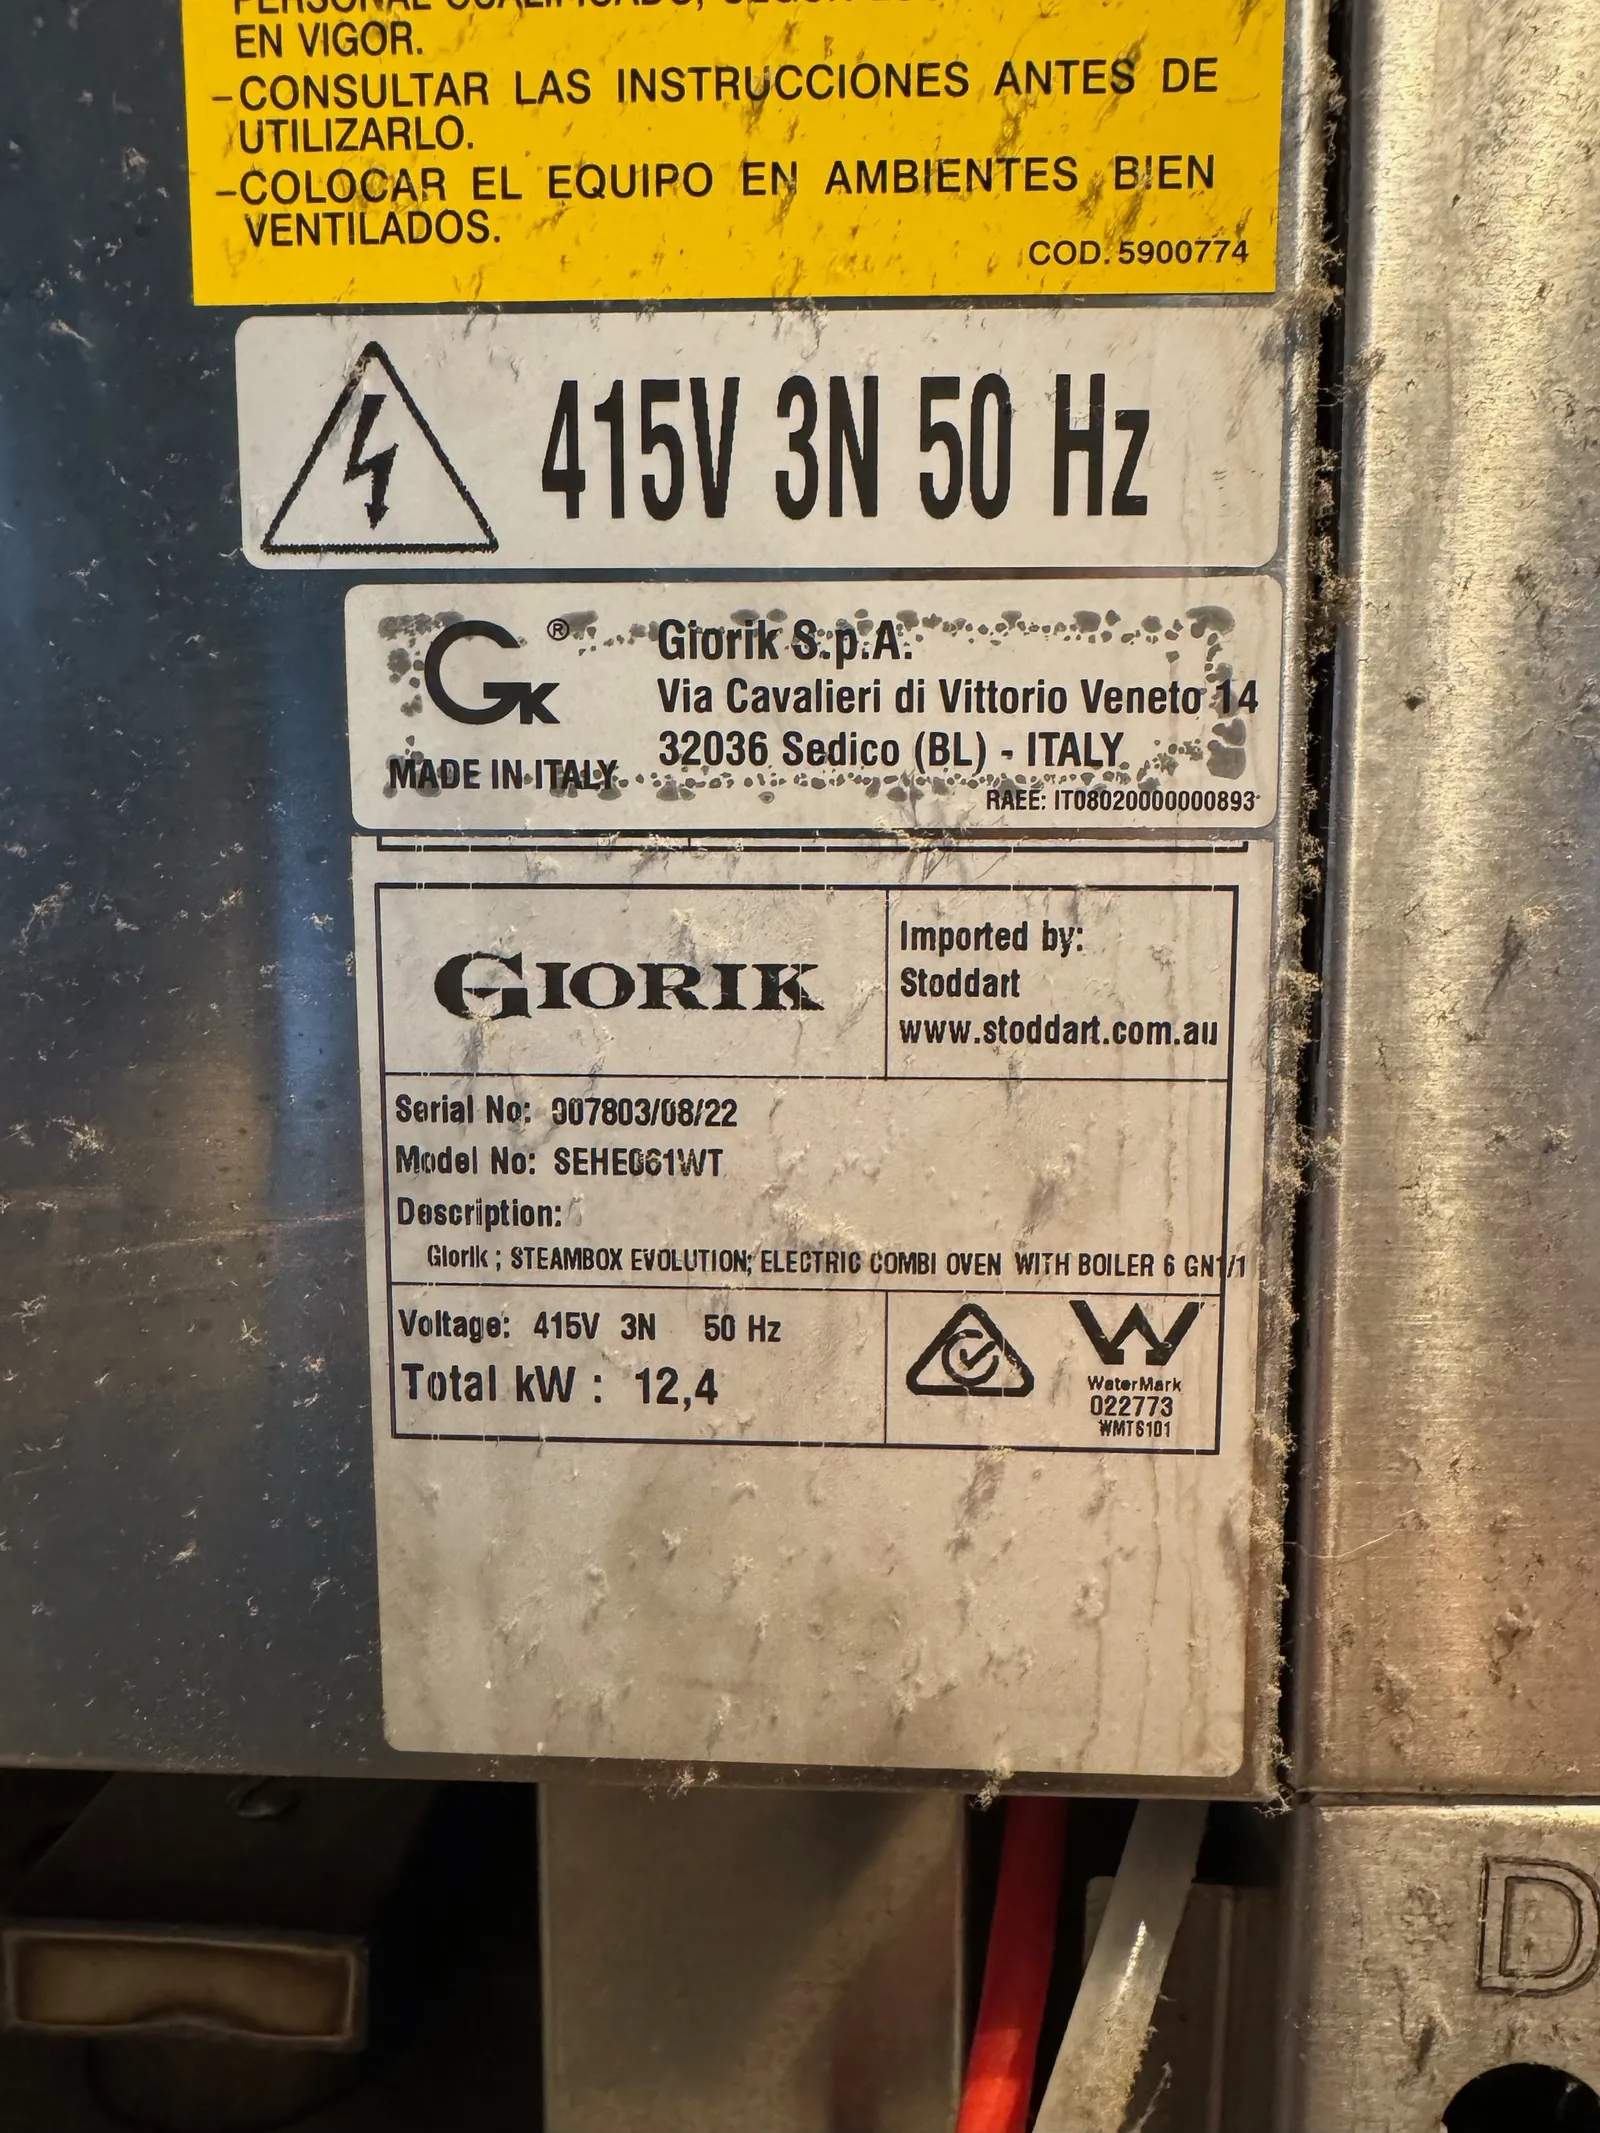 EN VIGOR.
-CONSULTAR LAS INSTRUCCIONES ANTES DE
UTILIZARLO.
-COLOCAR EL EQUIPO EN AMBIENTES BIEN
VENTILADOS.
COD. 5900774
415V 3N 50 Hz
GK ®
MADE IN ITALY
Giorik S.p.A.
Via Cavalieri di Vittorio Veneto 14
32036 Sedico (BL) - ITALY
RAEE: IT08020000000893
GIORIK
Imported by:
Stoddart
www.stoddart.com.au
Serial No: 007803/08/22
Model No: SEHE061WT
Description:
Giorik ; STEAMBOX EVOLUTION; ELECTRIC COMBI OVEN WITH BOILER 6 GN1/1
Voltage: 415V 3N 50 Hz
Total kW : 12,4
W
WaterMark
022773
WMTS101
D